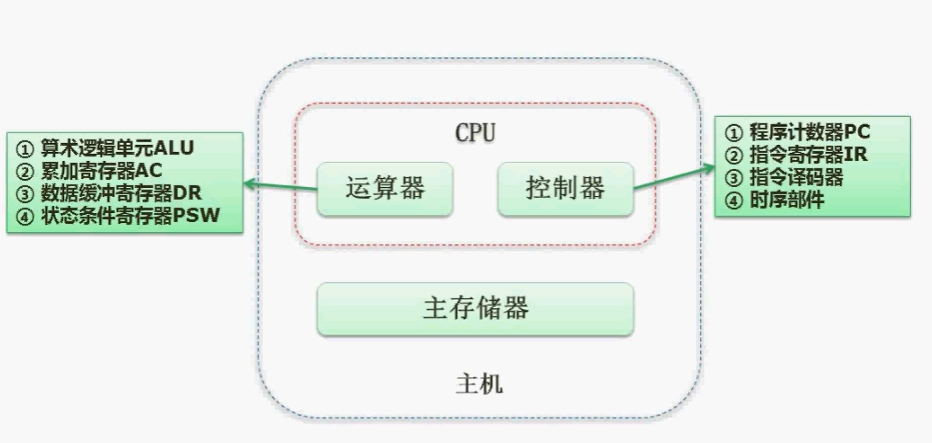 CPU
① 算术逻辑单元ALU
② 累加寄存器AC
③ 数据缓冲寄存器DR
④ 状态条件寄存器PSW
运算器
控制器
① 程序计数器PC
② 指令寄存器IR
③ 指令译码器
④ 时序部件
主存储器
主机